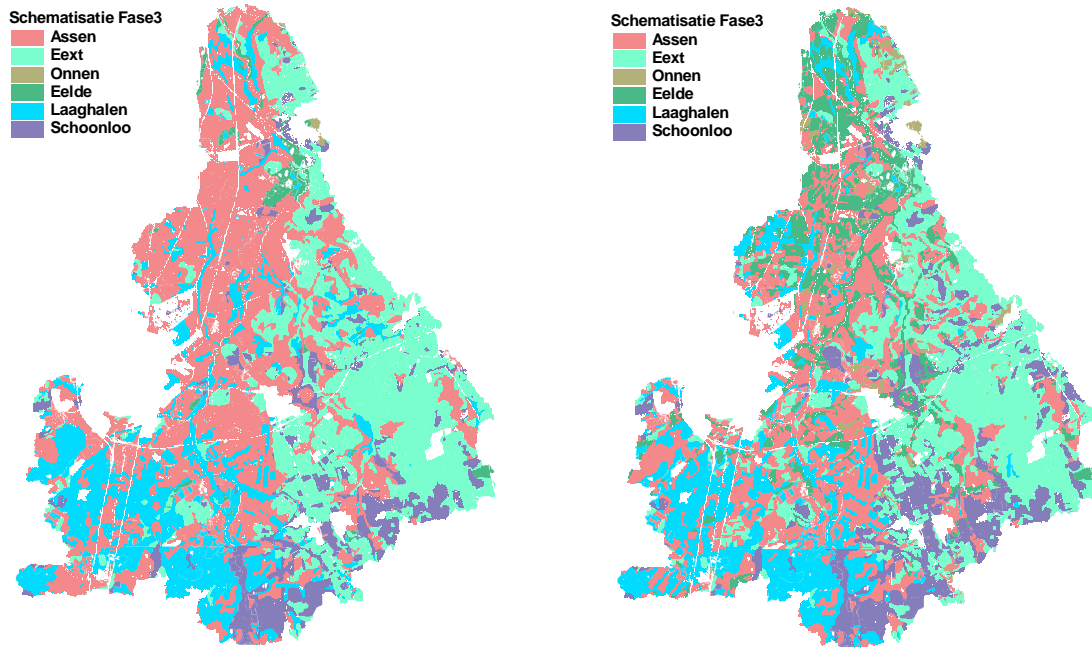 Schematisatie Fase3
Assen
Eext
Onnen
Eelde
Laaghalen
Schoonloo
Schematisatie Fase3
Assen
Eext
Onnen
Eelde
Laaghalen
Schoonloo